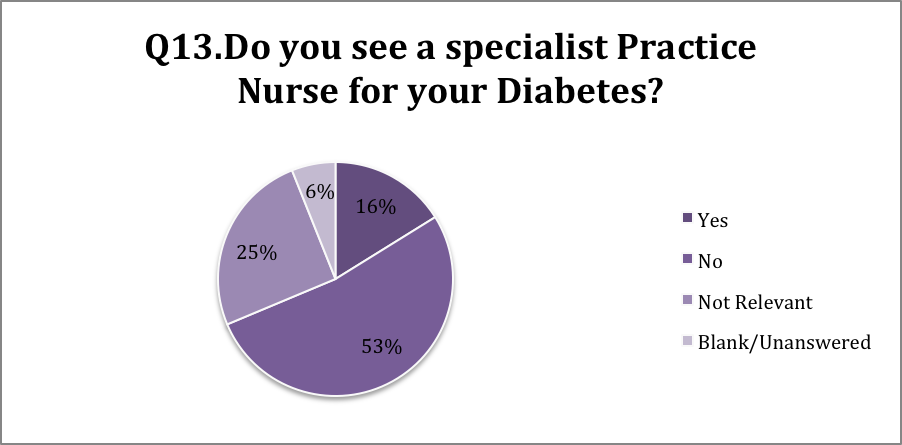 Q13.Do you see a specialist Practice
Nurse for your Diabetes?
6%
16%
25%
53%
Yes
No
Not Relevant
Blank/Unanswered